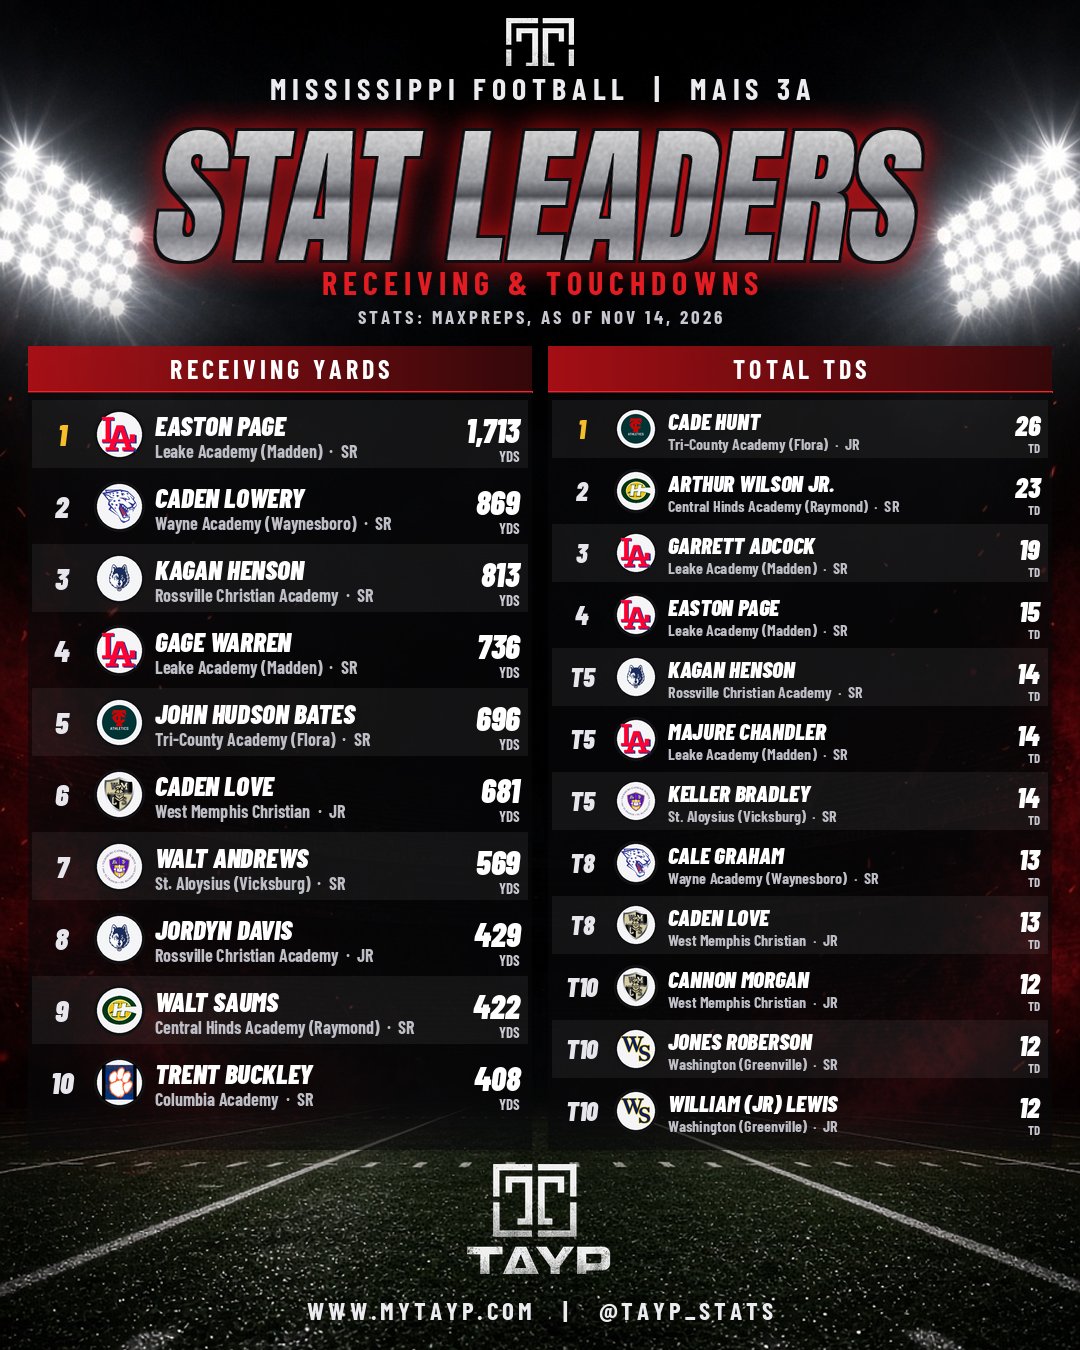 MISSISSIPPI FOOTBALL | MAIS 3A
STAT LEADERS
RECEIVING & TOUCHDOWNS
STATS: MAXPREPS, AS OF NOV 14, 2026
RECEIVING YARDS
1 EASTON PAGE 1,713
Leake Academy (Madden) · SR YDS
2 CADEN LOWERY 869
Wayne Academy (Waynesboro) · SR YDS
3 KAGAN HENSON 813
Rossville Christian Academy · SR YDS
4 GAGE WARREN 736
Leake Academy (Madden) · SR YDS
5 JOHN HUDSON BATES 696
Tri-County Academy (Flora) · SR YDS
6 CADEN LOVE 681
West Memphis Christian · JR YDS
7 WALT ANDREWS 569
St. Aloysius (Vicksburg) · SR YDS
8 JORDYN DAVIS 429
Rossville Christian Academy · JR YDS
9 WALT SAUMS 422
Central Hinds Academy (Raymond) · SR YDS
10 TRENT BUCKLEY 408
Columbia Academy · SR YDS
TOTAL TDS
1 CADE HUNT 26
Tri-County Academy (Flora) · JR TD
2 ARTHUR WILSON JR. 23
Central Hinds Academy (Raymond) · SR TD
3 GARRETT ADCOCK 19
Leake Academy (Madden) · SR TD
4 EASTON PAGE 15
Leake Academy (Madden) · SR TD
T5 KAGAN HENSON 14
Rossville Christian Academy · SR TD
T5 MAJURE CHANDLER 14
Leake Academy (Madden) · SR TD
T5 KELLER BRADLEY 14
St. Aloysius (Vicksburg) · SR TD
T8 CALE GRAHAM 13
Wayne Academy (Waynesboro) · SR TD
T8 CADEN LOVE 13
West Memphis Christian · JR TD
T10 CANNON MORGAN 12
West Memphis Christian · JR TD
T10 JONES ROBERSON 12
Washington (Greenville) · SR TD
T10 WILLIAM (JR) LEWIS 12
Washington (Greenville) · JR TD
TAYP
WWW.MYTAYP.COM | @TAYP_STATS